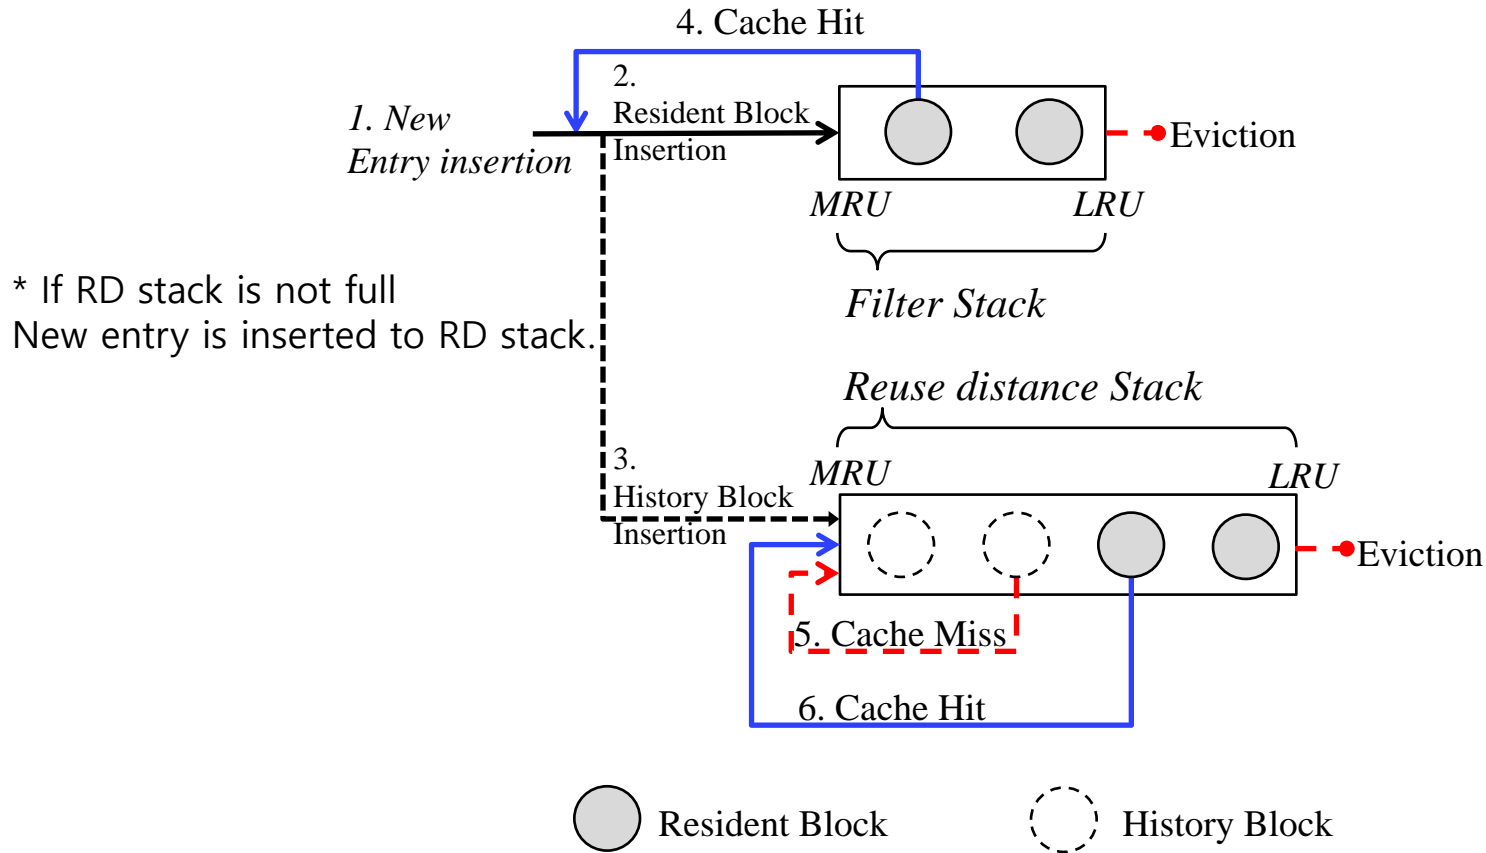 4. Cache Hit
2.
Resident Block
Insertion
1. New
Entry insertion
Eviction
MRU
LRU
Filter Stack
* If RD stack is not full
New entry is inserted to RD stack.
Reuse distance Stack
3.
History Block
Insertion
MRU
LRU
Eviction
5. Cache Miss
6. Cache Hit
Resident Block
History Block